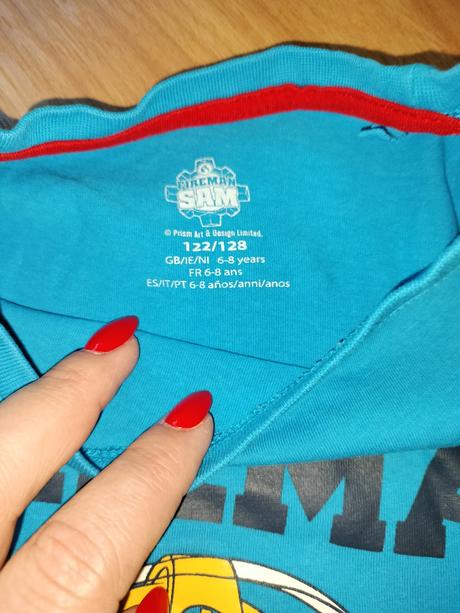 FIREMAN
SAM
© Prism Art & Design Limited.
122/128
GB/IE/NI 6-8 years
FR 6-8 ans
ES/IT/PT 6-8 años/anni/anos
FIREMA